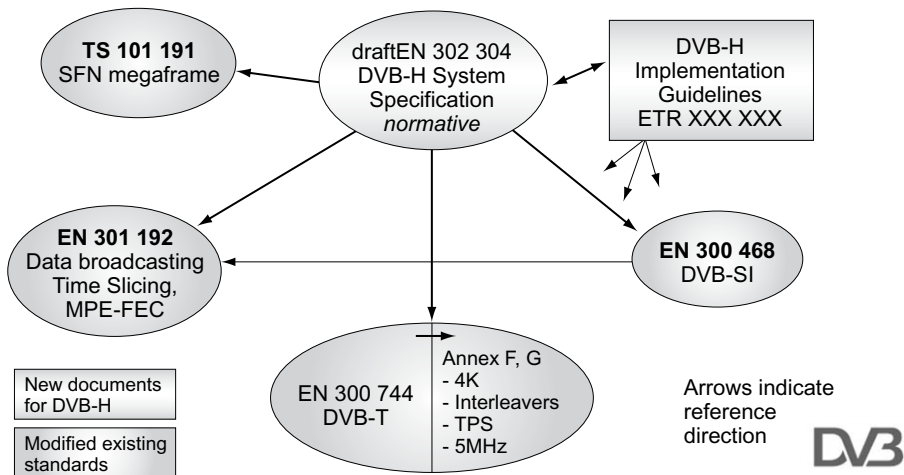 TS 101 191
SFN megaframe
draftEN 302 304
DVB-H System
Specification
normative
DVB-H
Implementation
Guidelines
ETR XXX XXX
EN 301 192
Data broadcasting
Time Slicing,
MPE-FEC
EN 300 468
DVB-SI
EN 300 744
DVB-T
Annex F, G
- 4K
- Interleavers
- TPS
- 5MHz
New documents
for DVB-H
Modified existing
standards
Arrows indicate
reference
direction
DVB